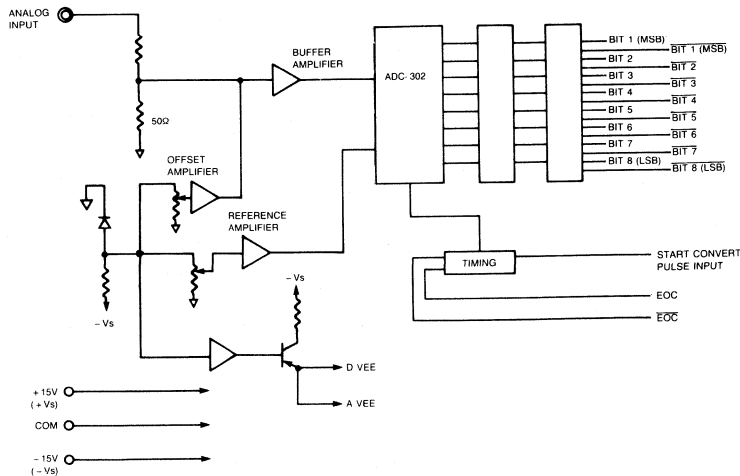 ANALOG
INPUT
BUFFER
AMPLIFIER
ADC-302
BIT 1 (MSB)
BIT 1 (MSB)
BIT 2
BIT 2
BIT 3
BIT 3
BIT 4
BIT 4
BIT 5
BIT 5
BIT 6
BIT 6
BIT 7
BIT 7
BIT 8 (LSB)
BIT 8 (LSB)
50Ω
OFFSET
AMPLIFIER
REFERENCE
AMPLIFIER
TIMING
START CONVERT
PULSE INPUT
EOC
EOC
– Vs
– Vs
D VEE
A VEE
+ 15V
( + Vs)
COM
– 15V
( – Vs)